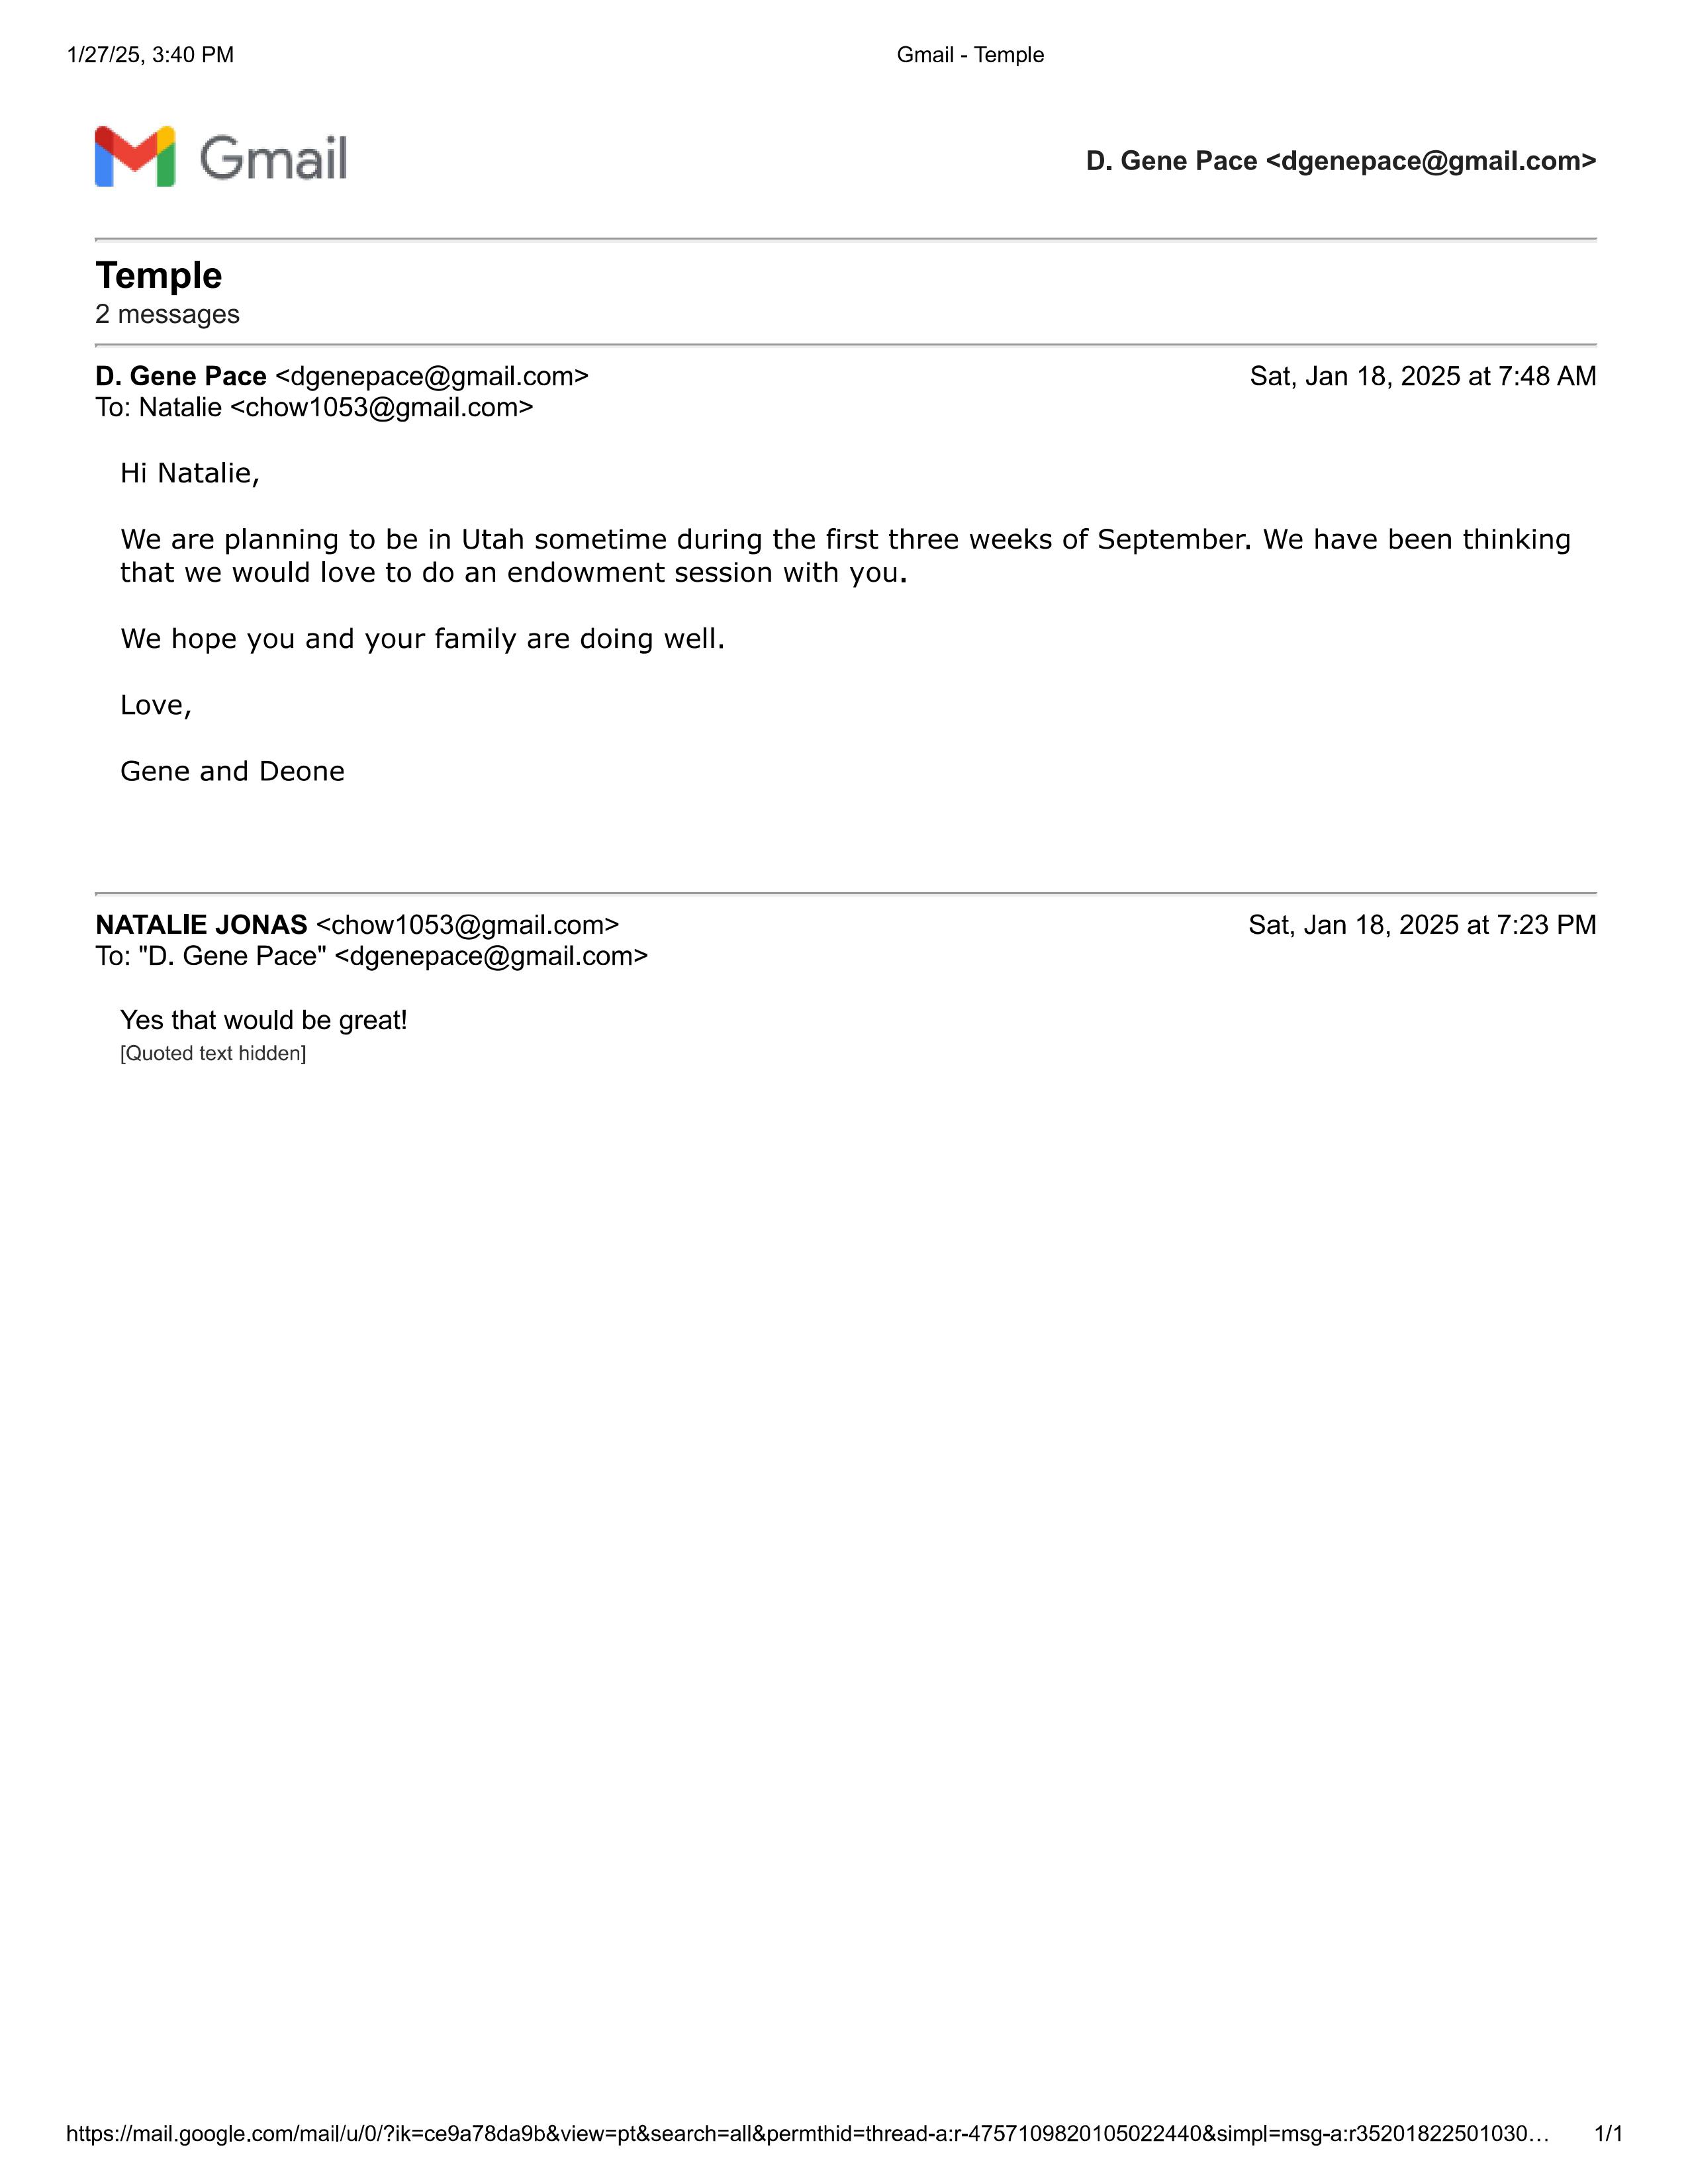 1/27/25, 3:40 PM
Gmail - Temple
Gmail
D. Gene Pace <dgenepace@gmail.com>
Temple
2 messages
D. Gene Pace <dgenepace@gmail.com>
Sat, Jan 18, 2025 at 7:48 AM
To: Natalie <chow1053@gmail.com>
Hi Natalie,
We are planning to be in Utah sometime during the first three weeks of September. We have been thinking
that we would love to do an endowment session with you.
We hope you and your family are doing well.
Love,
Gene and Deone
NATALIE JONAS <chow1053@gmail.com>
Sat, Jan 18, 2025 at 7:23 PM
To: "D. Gene Pace" <dgenepace@gmail.com>
Yes that would be great!
[Quoted text hidden]
https://mail.google.com/mail/u/0/?ik=ce9a78da9b&view=pt&search=all&permthid=thread-a:r-4757109820105022440&simpl=msg-a:r35201822501030…
1/1